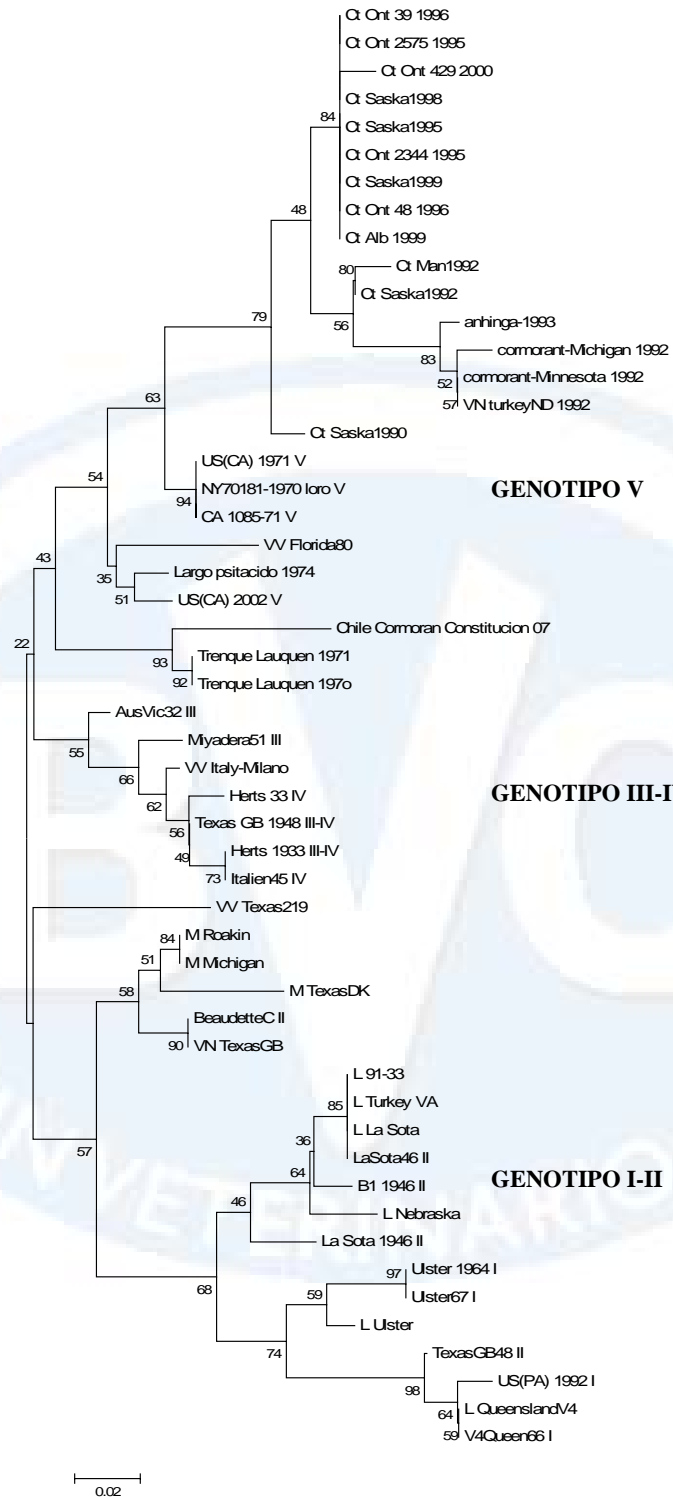 Ct Ont 39 1996
Ct Ont 2575 1995
Ct Ont 429 2000
Ct Saska1998
84
Ct Saska1995
Ct Ont 2344 1995
Ct Saska1999
48
Ct Ont 48 1996
Ct Alb 1999
80
Ct Man1992
Ct Saska1992
79
56
anhinga-1993
83
cormorant-Michigan 1992
52
cormorant-Minnesota 1992
63
57
VN turkeyND 1992
Ct Saska1990
US(CA) 1971 V
54
NY70181-1970 loro V
GENOTIPO V
94
CA 1085-71 V
43
VV Florida80
35
Largo psitacido 1974
51
US(CA) 2002 V
22
Chile Cormoran Constitucion 07
93
Trenque Lauquen 1971
92
Trenque Lauquen 197o
AusVic32 III
55
Miyadera51 III
66
VV Italy-Milano
62
Herts 33 IV
GENOTIPO III-I
56
Texas GB 1948 III-IV
49
Herts 1933 III-IV
73
Italien45 IV
VV Texas219
84
M Roakin
51
M Michigan
58
M TexasDK
BeaudetteC II
90
VN TexasGB
L 91-33
85
L Turkey VA
36
L La Sota
57
LaSota46 II
64
B1 1946 II
GENOTIPO I-II
46
L Nebraska
La Sota 1946 II
68
97
Ulster 1964 I
59
Ulster67 I
L Ulster
74
TexasGB48 II
98
US(PA) 1992 I
64
L QueenslandV4
59
V4Queen66 I
0.02